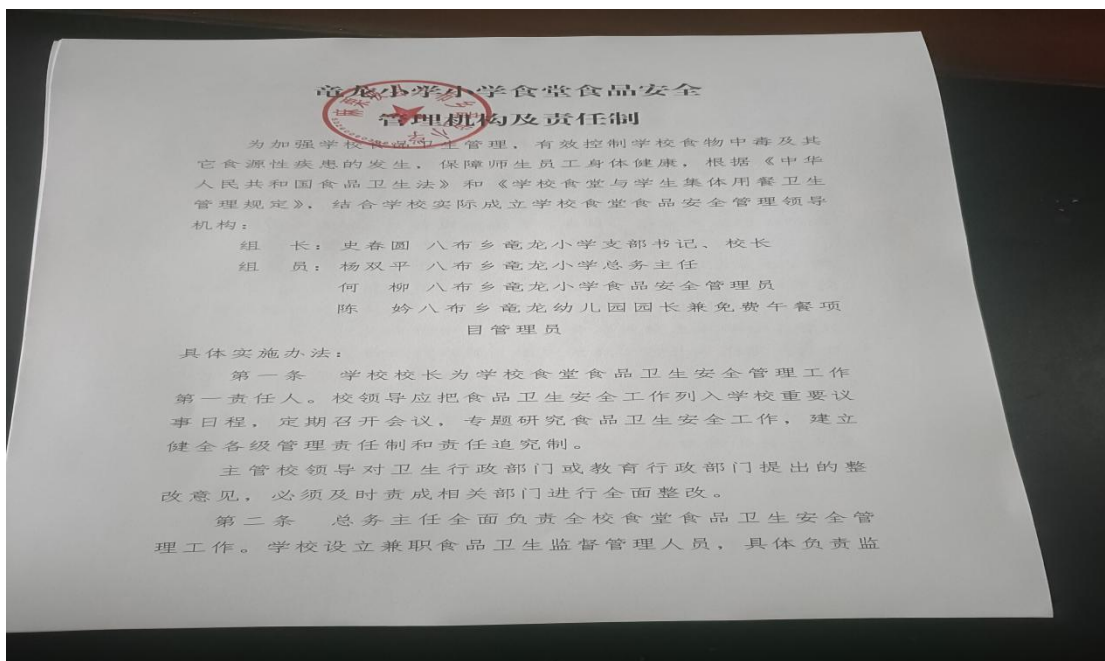 竜龙小学小学食堂食品安全
管理机构及责任制
为加强学校食品卫生管理，有效控制学校食物中毒及其
它食源性疾患的发生，保障师生员工身体健康，根据《中华
人民共和国食品卫生法》和《学校食堂与学生集体用餐卫生
管理规定》，结合学校实际成立学校食堂食品安全管理领导
机构：
组　长：史春圆 八布乡竜龙小学支部书记、校长
组　员：杨双平 八布乡竜龙小学总务主任
何　柳 八布乡竜龙小学食品安全管理员
陈　妗八布乡竜龙幼儿园园长兼免费午餐项
目管理员
具体实施办法：
第一条　学校校长为学校食堂食品卫生安全管理工作
第一责任人。校领导应把食品卫生安全工作列入学校重要议
事日程，定期召开会议，专题研究食品卫生安全工作，建立
健全各级管理责任制和责任追究制。
主管校领导对卫生行政部门或教育行政部门提出的整
改意见，必须及时责成相关部门进行全面整改。
第二条　总务主任全面负责全校食堂食品卫生安全管
理工作。学校设立兼职食品卫生监督管理人员，具体负责监